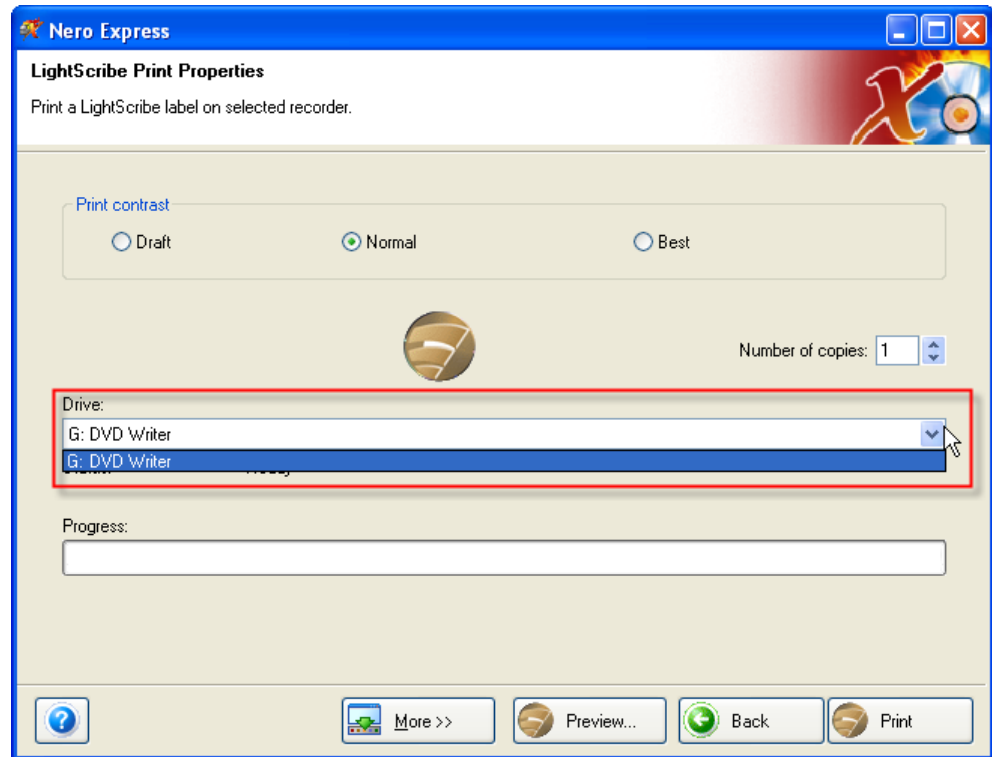 Nero Express
LightScribe Print Properties
Print a LightScribe label on selected recorder.
Print contrast
Draft Normal Best
Number of copies: 1
Drive:
G: DVD Writer
G: DVD Writer
Progress:
More >> Preview... Back Print